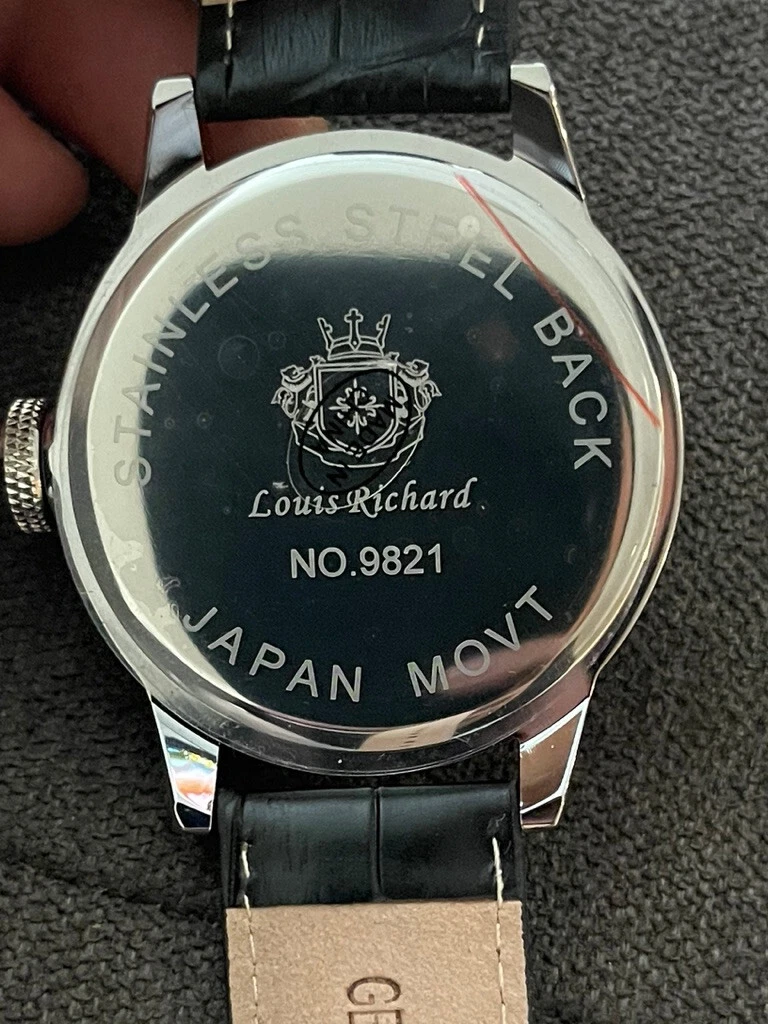 STAINLESS STEEL BACK
Louis Richard
NO.9821
JAPAN MOVT